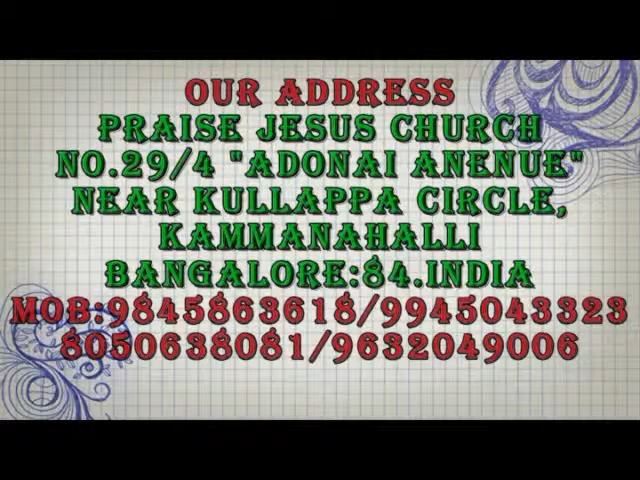 OUR ADDRESS
PRAISE JESUS CHURCH
NO.29/4 "ADONAI ANENUE"
NEAR KULLAPPA CIRCLE,
KAMMANAHALLI
BANGALORE:84.INDIA
MOB:9845863618/9945043323
8050638081/9632049006